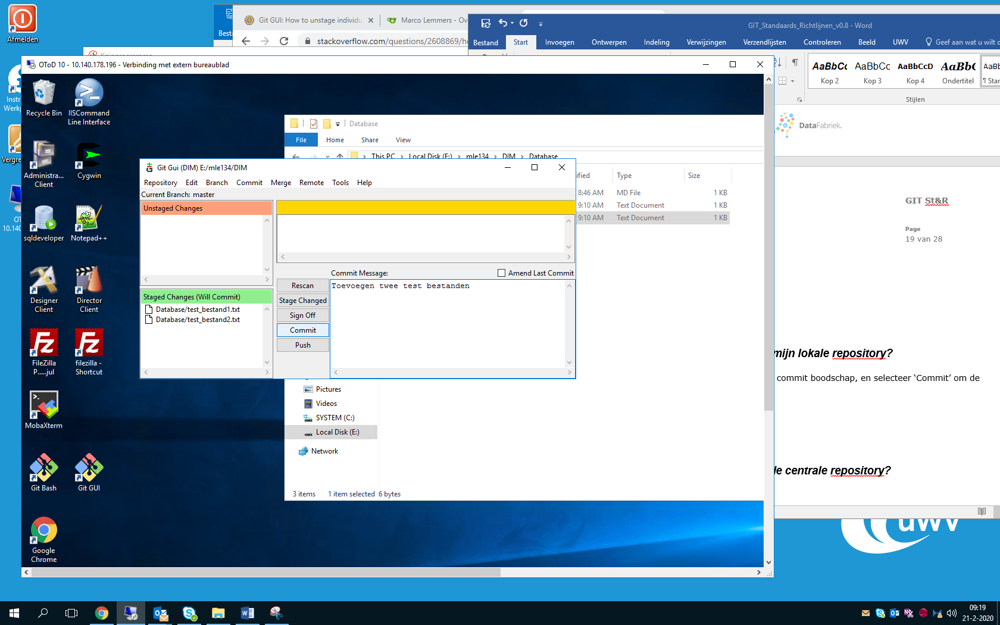 Afmelden
Git GUI: How to unstage individu
Marco Lemmers - Ov
stackoverflow.com/questions/2608869/h
GIT_Standaards_Richtlijnen_v0.8 - Word
Bestand Start Invoegen Ontwerpen Indeling Verwijzingen Verzendlijsten Controleren Beeld UWV Geef aan wat u wilt d
AaBbCc AaBbCc AaBbCcD AaBb(
Kop 2 Kop 3 Kop 4 Ondertitel ¶ Star
Stijlen
DataFabriek.
GIT St&R
Page
19 van 28
mijn lokale repository?
commit boodschap, en selecteer ‘Commit’ om de
centrale repository?
UWV
OToD 10 - 10.140.178.196 - Verbinding met extern bureaublad
Recycle Bin
IISCommand
Line Interface
Administra...
Client
Cygwin
sqldeveloper
Notepad++
Designer
Client
Director
Client
FileZilla
P.....jul
filezilla -
Shortcut
MobaXterm
Git Bash
Git GUI
Google
Chrome
Database
File Home Share View
This PC Local Disk (E:) mle134 DIM Database
ified Type Size
8:46 AM MD File 1 KB
9:10 AM Text Document 1 KB
9:10 AM Text Document 1 KB
Git Gui (DIM) E:/mle134/DIM
Repository Edit Branch Commit Merge Remote Tools Help
Current Branch: master
Unstaged Changes
Staged Changes (Will Commit)
Database/test_bestand1.txt
Database/test_bestand2.txt
Commit Message:
Amend Last Commit
Rescan
Stage Changed
Sign Off
Commit
Push
Toevoegen twee test bestanden
Pictures
Videos
SYSTEM (C:)
Local Disk (E:)
Network
3 items 1 item selected 6 bytes
09:19
21-2-2020